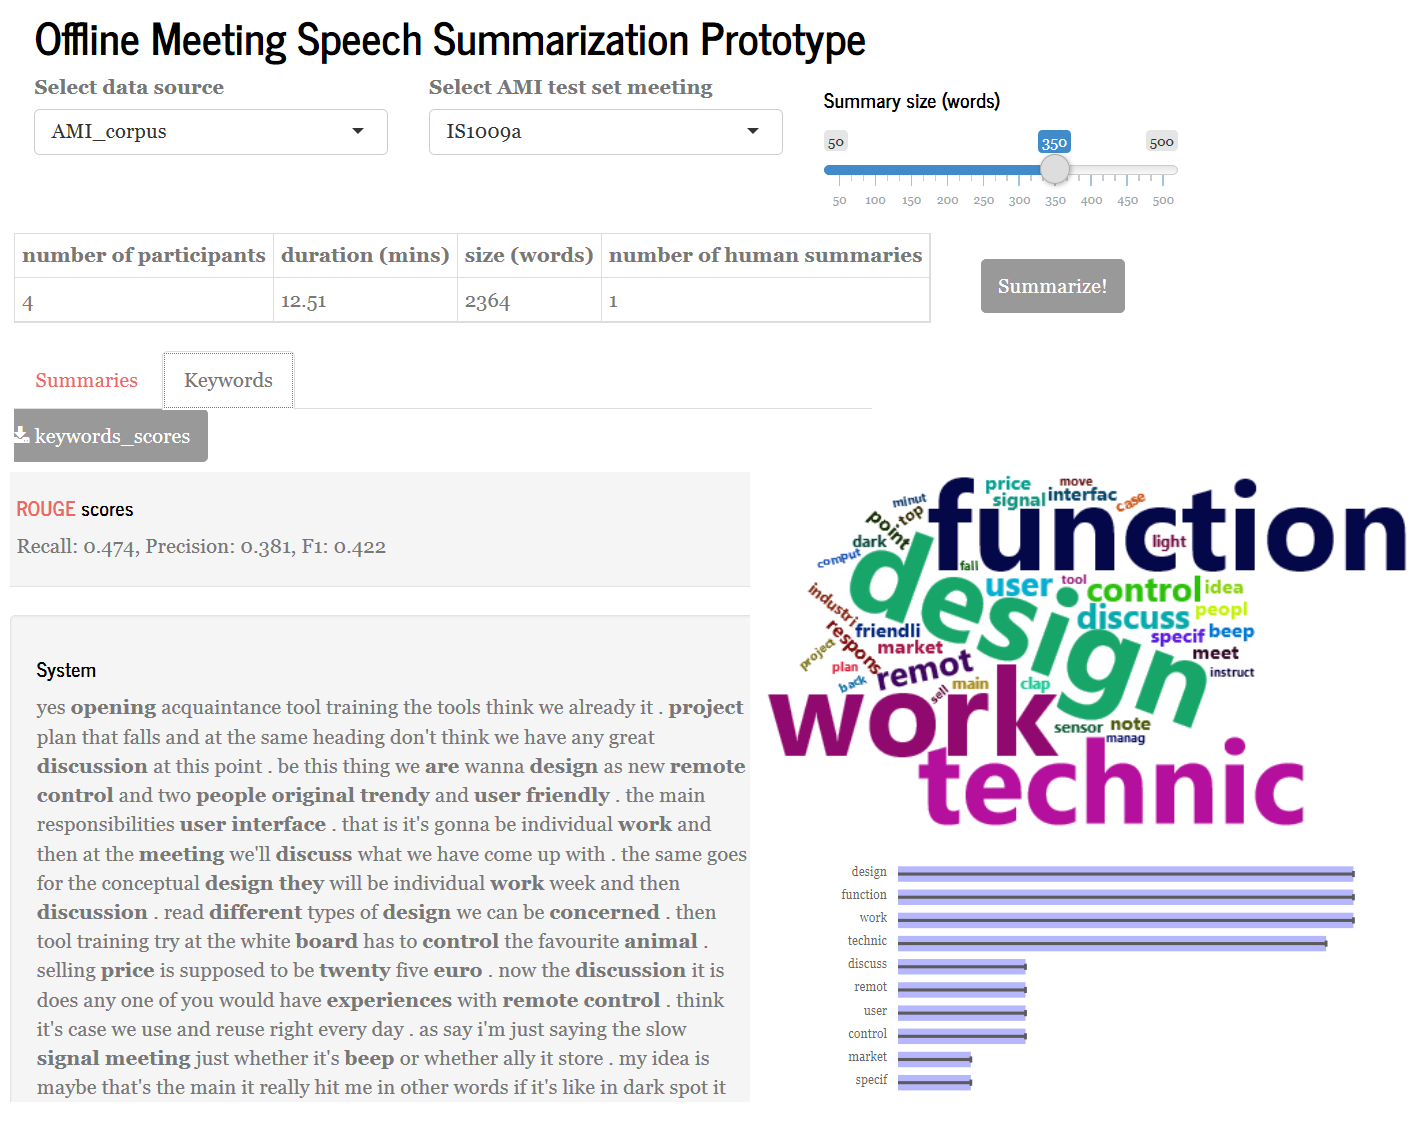 Offline Meeting Speech Summarization Prototype
Select data source
Select AMI test set meeting
Summary size (words)
AMI_corpus
IS1009a
50
350
500
50 100 150 200 250 300 350 400 450 500
number of participants duration (mins) size (words) number of human summaries
4 12.51 2364 1
Summarize!
Summaries
Keywords
keywords_scores
ROUGE scores
Recall: 0.474, Precision: 0.381, F1: 0.422
System
yes opening acquaintance tool training the tools think we already it . project
plan that falls and at the same heading don't think we have any great
discussion at this point . be this thing we are wanna design as new remote
control and two people original trendy and user friendly . the main
responsibilities user interface . that is it's gonna be individual work and
then at the meeting we'll discuss what we have come up with . the same goes
for the conceptual design they will be individual work week and then
discussion . read different types of design we can be concerned . then
tool training try at the white board has to control the favourite animal .
selling price is supposed to be twenty five euro . now the discussion it is
does any one of you would have experiences with remote control . think
it's case we use and reuse right every day . as say i'm just saying the slow
signal meeting just whether it's beep or whether ally it store . my idea is
maybe that's the main it really hit me in other words if it's like in dark spot it
price
move
minut
signal
interfac
case
top
point
function
dark
light
comput
fall
design
user
tool
control
idea
industri
discuss
peopl
friendli
respons
specif
beep
project
market
meet
plan
remot
instruct
back
sell
main
clap
work
sensor
note
manag
technic
design
function
work
technic
discuss
remot
user
control
market
specif